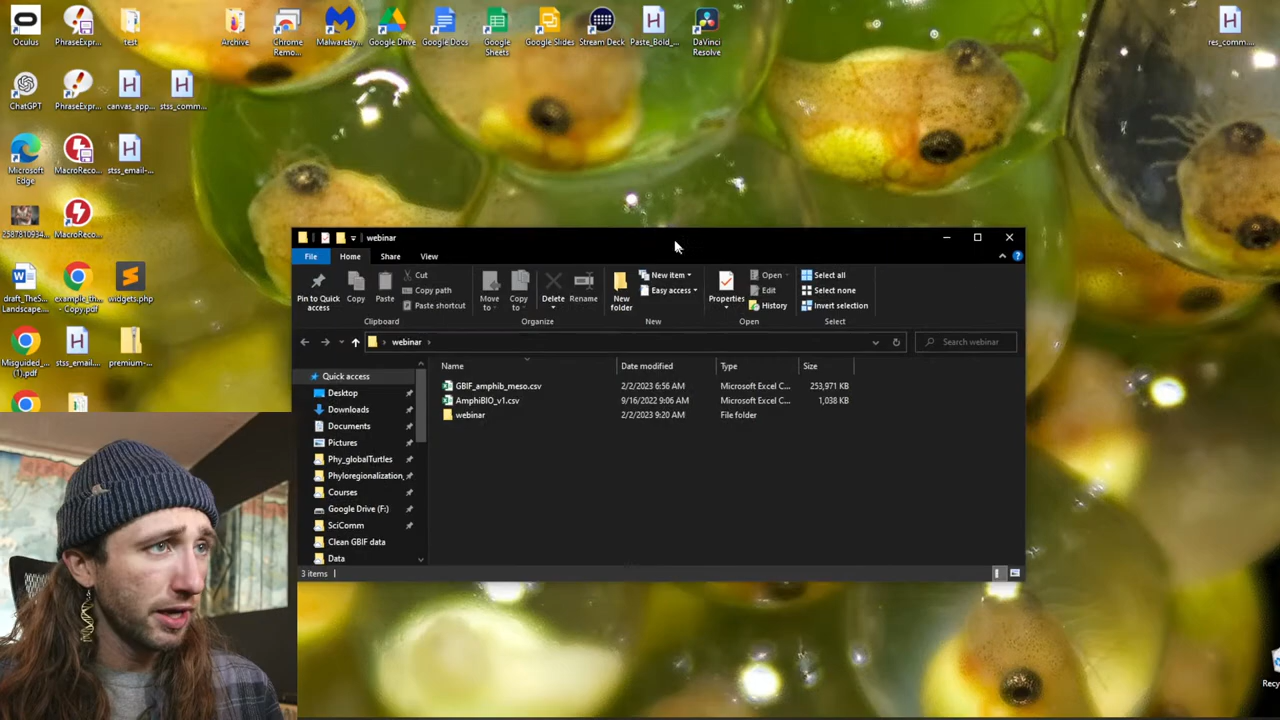 Oculus
PhraseExpr...
test
Archive
Chrome
Remo...
Malwareby...
Google Drive
Google Docs
Google
Sheets
Google Slides
Stream Deck
Paste_Bold_...
DaVinci
Resolve
res_comm....
ChatGPT
PhraseExpr...
canvas_app...
stss_comm...
Microsoft
Edge
MacroReco...
stss_email-...
2587810934...
MacroReco...
draft_TheS...
Landscape....
example_th...
- Copy.pdf
widgets.php
Misguided_...
(1).pdf
stss_email....
premium-...
webinar
File
Home
Share
View
Pin to Quick
access
Copy
Paste
Cut
Copy path
Paste shortcut
Move
to
Copy
to
Delete
Rename
New
folder
New item
Easy access
Properties
Open
Edit
History
Select all
Select none
Invert selection
Clipboard
Organize
New
Open
Select
webinar
Search webinar
Name
Date modified
Type
Size
GBIF_amphib_meso.csv
2/2/2023 6:56 AM
Microsoft Excel C...
253,971 KB
AmphiBIO_v1.csv
9/16/2022 9:06 AM
Microsoft Excel C...
1,038 KB
webinar
2/2/2023 9:20 AM
File folder
Quick access
Desktop
Downloads
Documents
Pictures
Phy_globalTurtles
Phyloregionalization_
Courses
Google Drive (F:)
SciComm
Clean GBIF data
Data
3 items
Recy